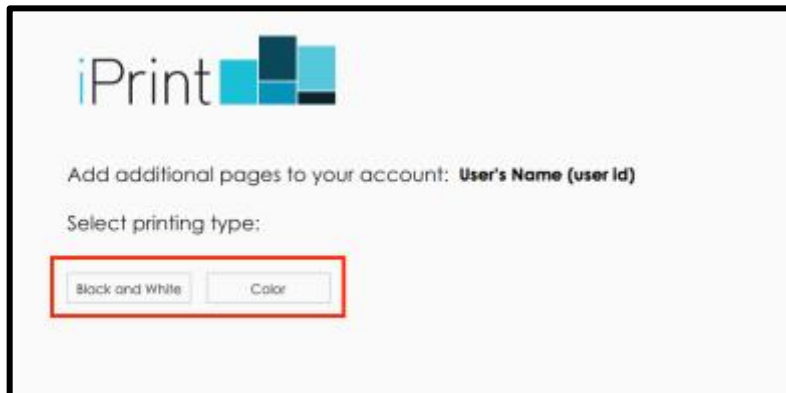 iPrint
Add additional pages to your account: User's Name (user id)
Select printing type:
Black and White Color